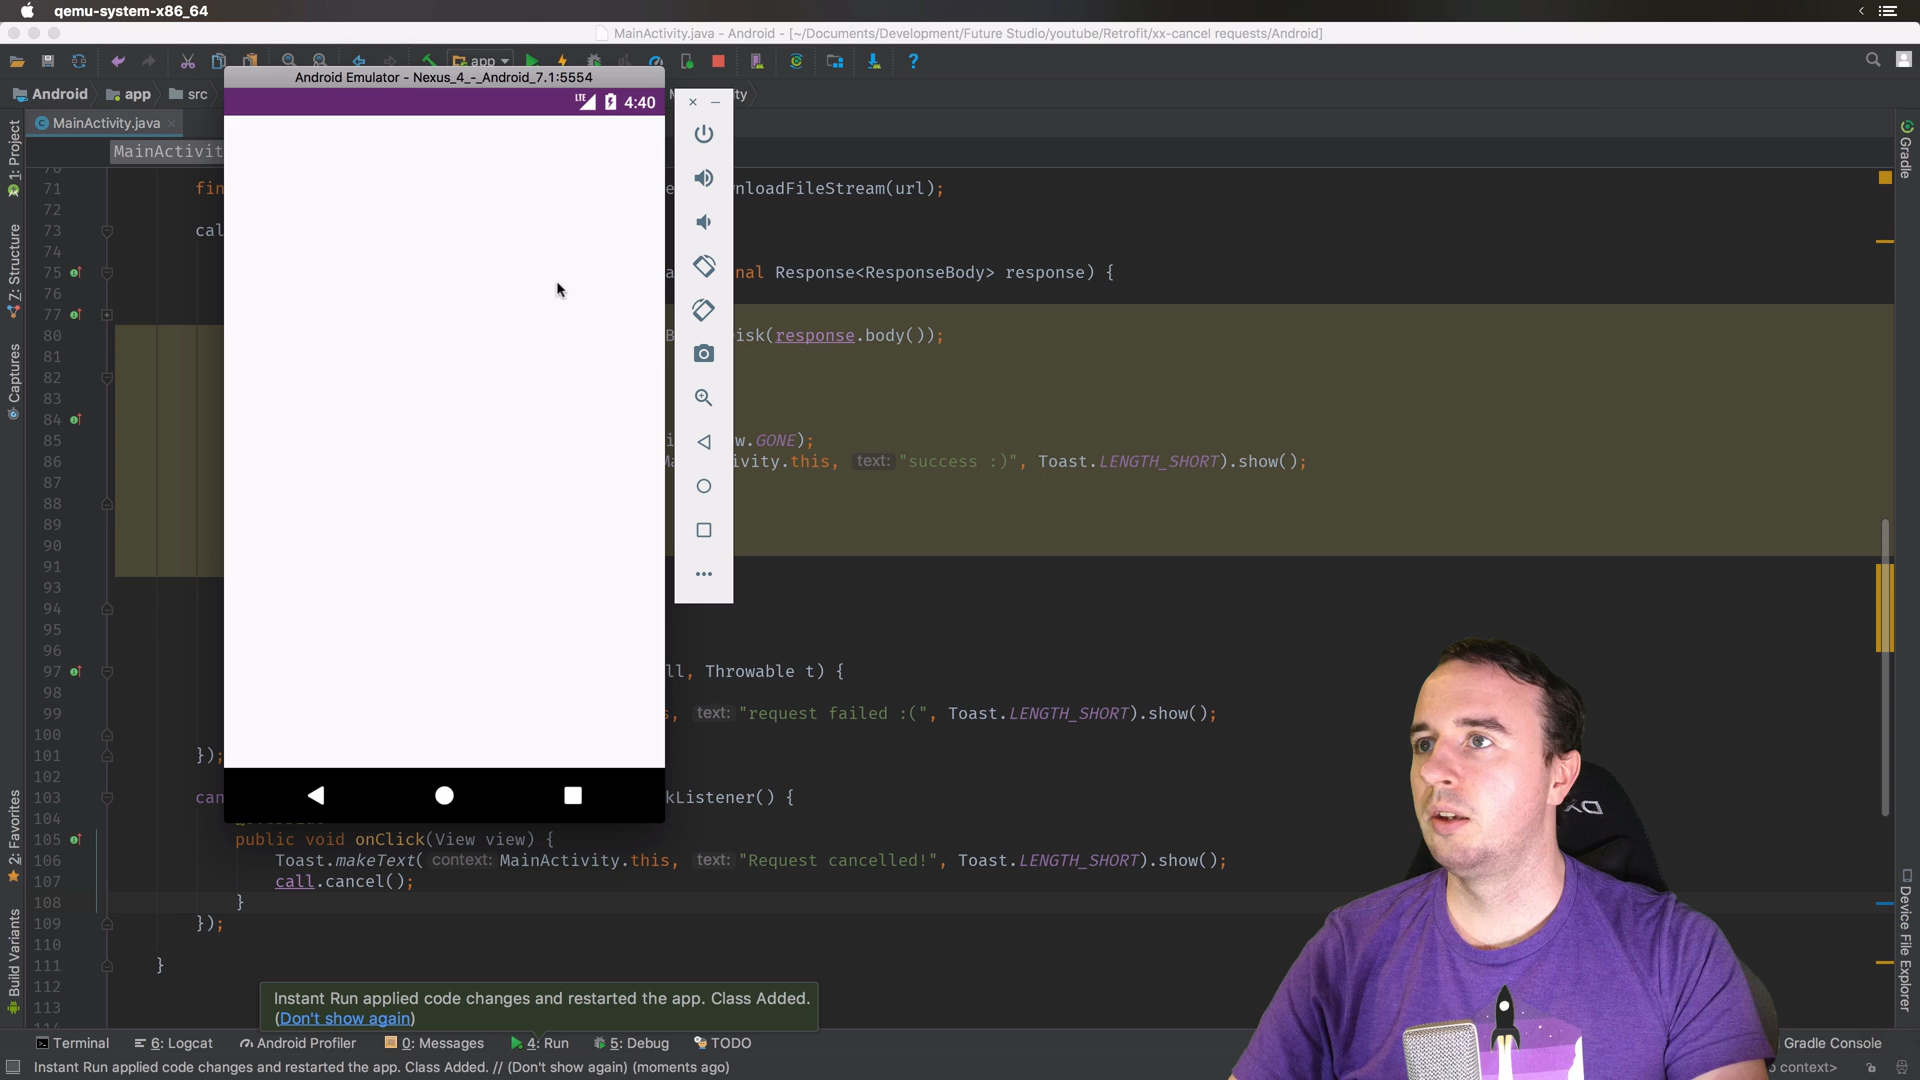 qemu-system-x86_64
MainActivity.java - Android - [~/Documents/Development/Future Studio/youtube/Retrofit/xx-cancel requests/Android]
app
Android Emulator - Nexus_4_-_Android_7.1:5554
Android app src
LTE 4:40
MainActivity.java
MainActivit
1: Project
7: Structure
Captures
2: Favorites
Build Variants
Gradle
Device File Explorer
71 fin nloadFileStream(url);
72
73 cal
74
75 nal Response<ResponseBody> response) {
76
77
80 isk(response.body());
81
82
83
84
85 w.GONE);
86 ivity.this, text: "success :)", Toast.LENGTH_SHORT).show();
87
88
89
90
91
93
94
95
96
97 ll, Throwable t) {
98
99 s, text: "request failed :(", Toast.LENGTH_SHORT).show();
100
101 });
102
103 can kListener() {
104
105 public void onClick(View view) {
106 Toast.makeText( context: MainActivity.this, text: "Request cancelled!", Toast.LENGTH_SHORT).show();
107 call.cancel();
108 }
109 });
110
111 }
112
113
Instant Run applied code changes and restarted the app. Class Added.
(Don't show again)
Terminal 6: Logcat Android Profiler 0: Messages 4: Run 5: Debug TODO Gradle Console
Instant Run applied code changes and restarted the app. Class Added. // (Don't show again) (moments ago) context>